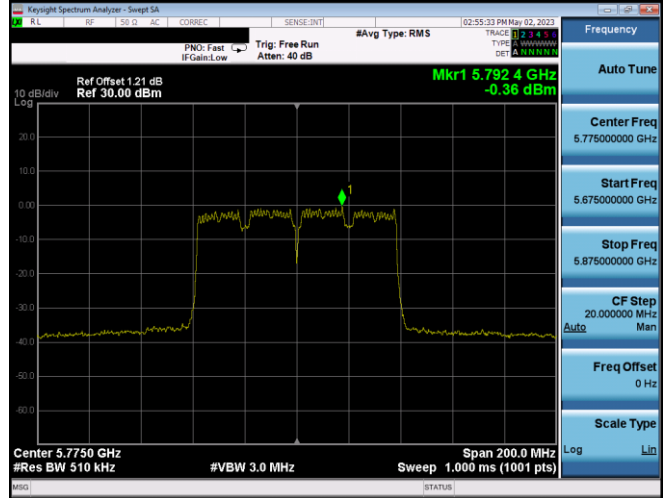 Keysight Spectrum Analyzer - Swept SA
RL RF 50 Ω AC CORREC SENSE:INT 02:55:33 PM May 02, 2023
#Avg Type: RMS TRACE 1 2 3 4 5 6
PNO: Fast Trig: Free Run TYPE A WWWWW
IFGain:Low Atten: 40 dB DET A N N N N N
Mkr1 5.792 4 GHz
-0.36 dBm
Ref Offset 1.21 dB
10 dB/div Ref 30.00 dBm
Log
20.0
10.0
0.00
-10.0
-20.0
-30.0
-40.0
-50.0
-60.0
1
Center 5.7750 GHz Span 200.0 MHz
#Res BW 510 kHz #VBW 3.0 MHz Sweep 1.000 ms (1001 pts)
MSG STATUS
Frequency
Auto Tune
Center Freq
5.775000000 GHz
Start Freq
5.675000000 GHz
Stop Freq
5.875000000 GHz
CF Step
20.000000 MHz
Auto Man
Freq Offset
0 Hz
Scale Type
Log Lin